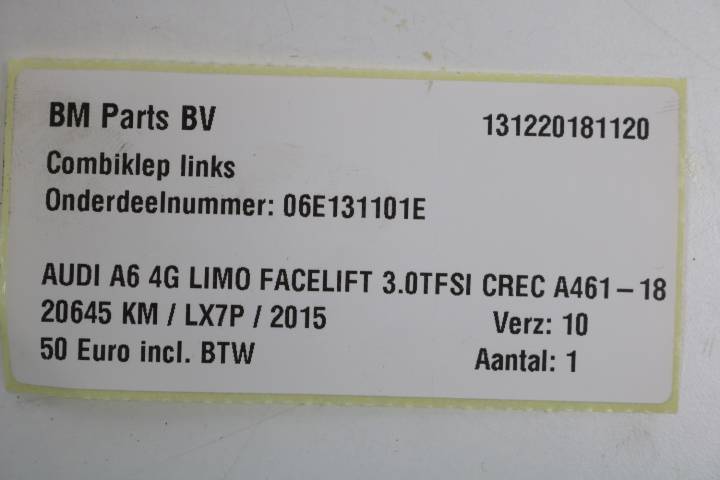 BM Parts BV 131220181120
Combiklep links
Onderdeelnummer: 06E131101E
AUDI A6 4G LIMO FACELIFT 3.0TFSI CREC A461-18
20645 KM / LX7P / 2015 Verz: 10
50 Euro incl. BTW Aantal: 1